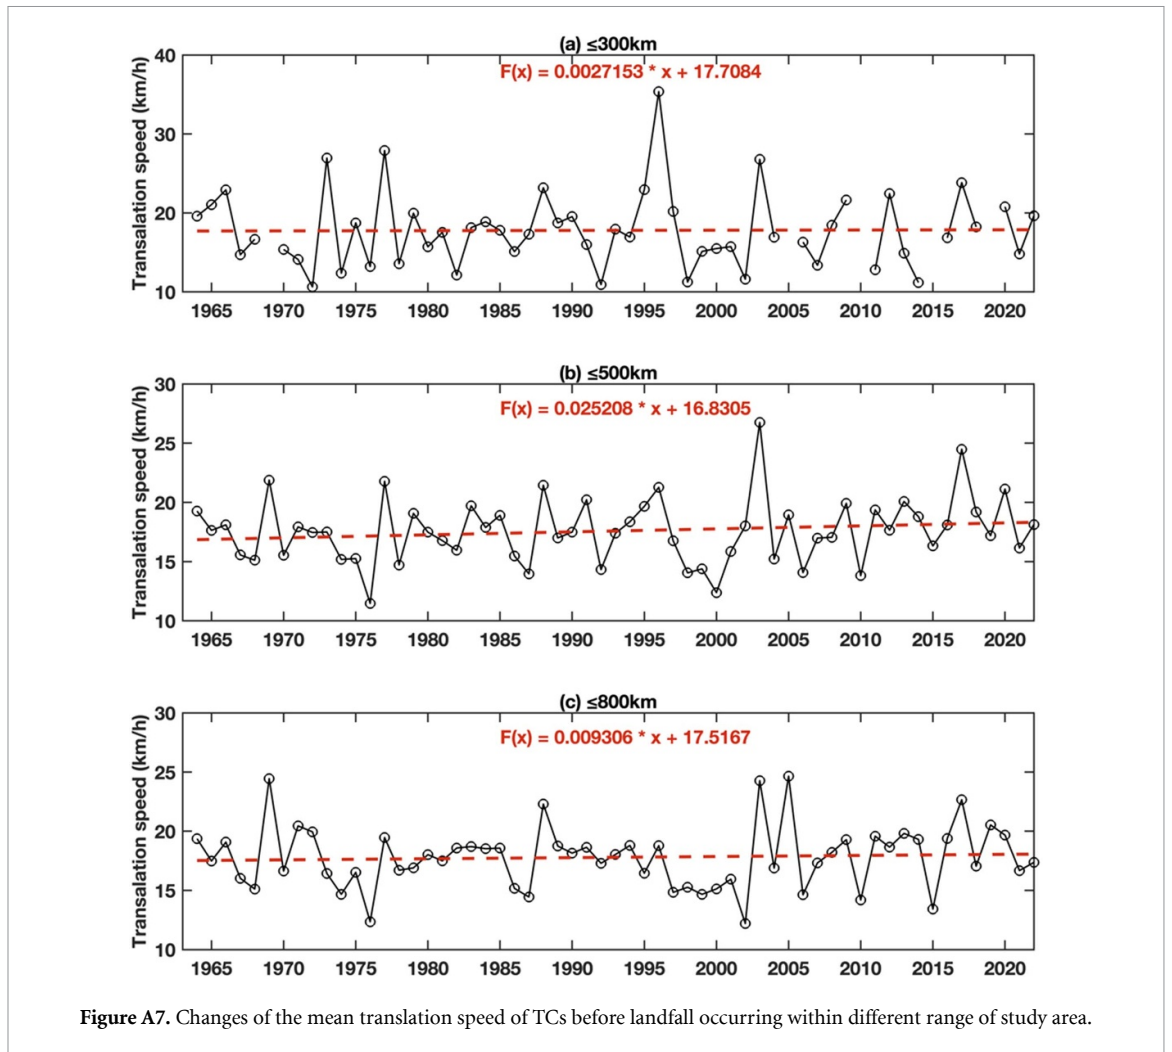 (a) ≤300km
F(x) = 0.0027153 * x + 17.7084
Transalation speed (km/h)
40
30
20
10
1965 1970 1975 1980 1985 1990 1995 2000 2005 2010 2015 2020
(b) ≤500km
F(x) = 0.025208 * x + 16.8305
Transalation speed (km/h)
30
25
20
15
10
1965 1970 1975 1980 1985 1990 1995 2000 2005 2010 2015 2020
(c) ≤800km
F(x) = 0.009306 * x + 17.5167
Transalation speed (km/h)
30
25
20
15
10
1965 1970 1975 1980 1985 1990 1995 2000 2005 2010 2015 2020
Figure A7. Changes of the mean translation speed of TCs before landfall occurring within different range of study area.